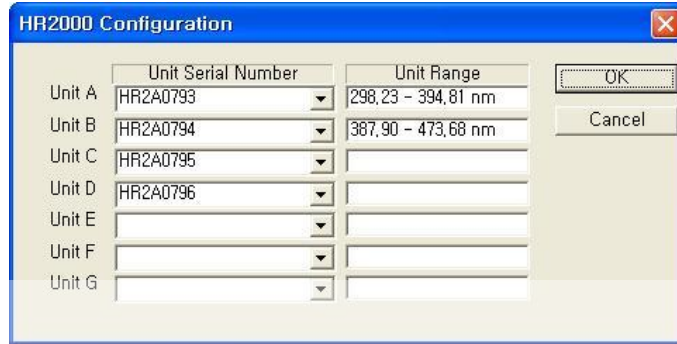 HR2000 Configuration
Unit Serial Number Unit Range OK
Unit A HR2A0793 298,23 - 394,81 nm
Unit B HR2A0794 387,90 - 473,68 nm Cancel
Unit C HR2A0795
Unit D HR2A0796
Unit E
Unit F
Unit G